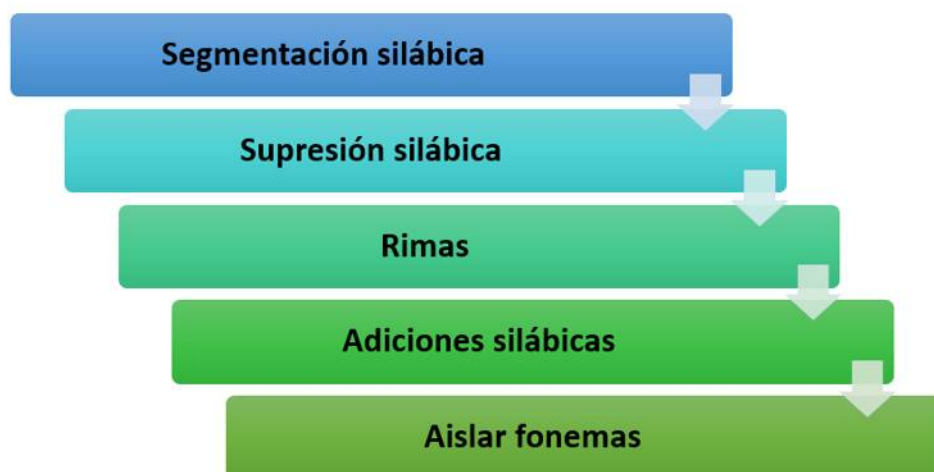 Segmentación silábica
Supresión silábica
Rimas
Adiciones silábicas
Aislar fonemas